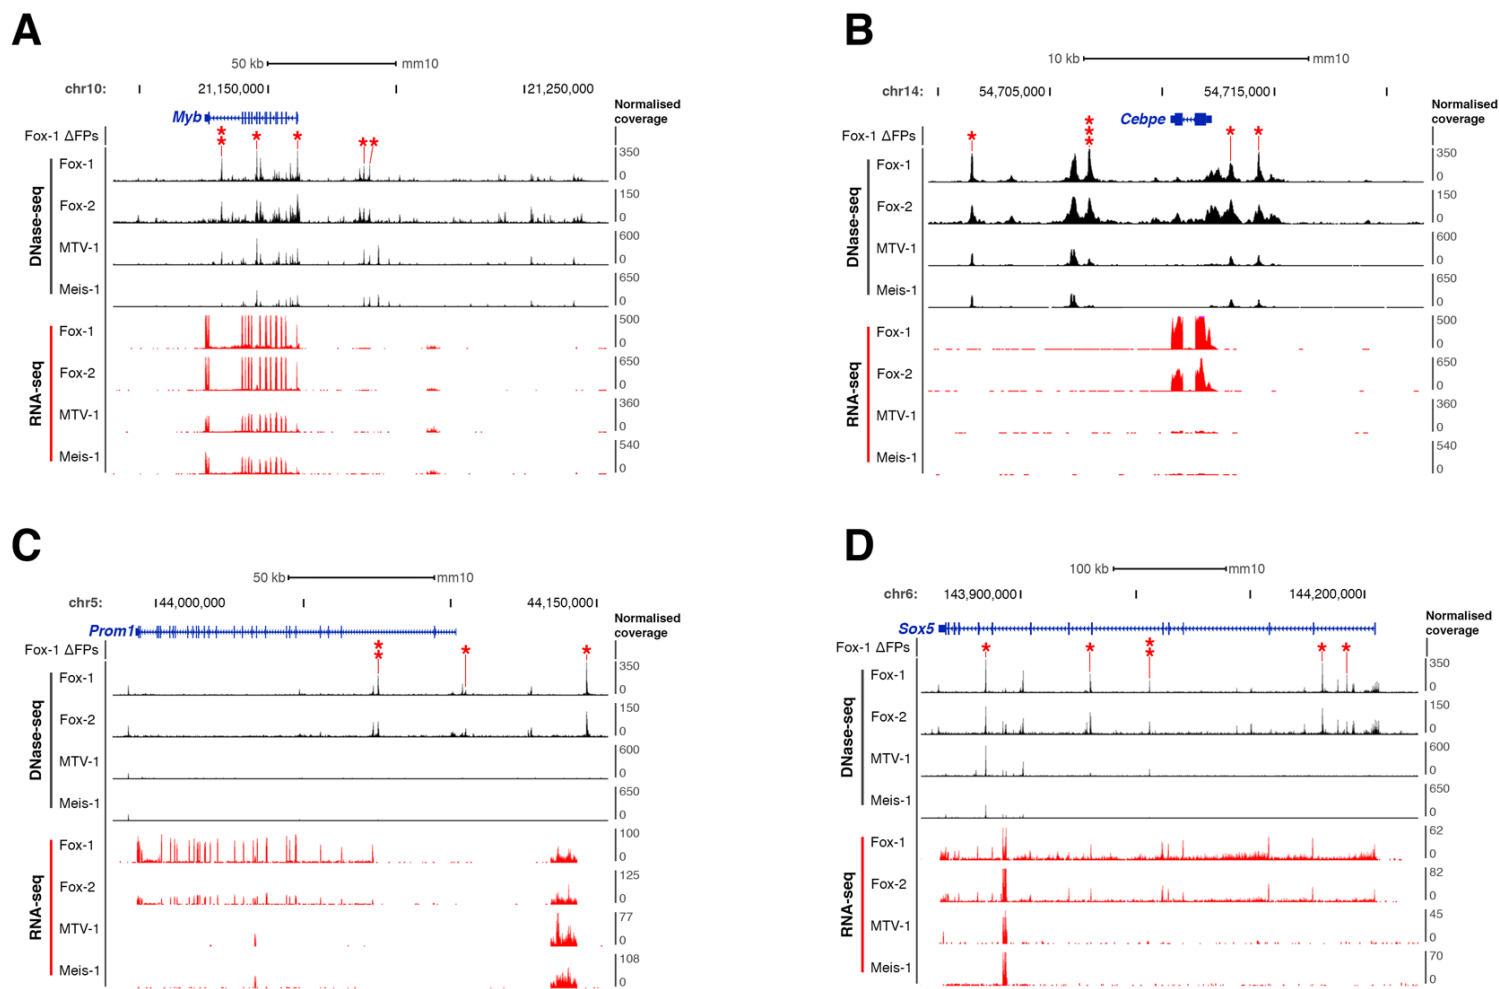 A
50 kb mm10
chr10: 21,150,000 21,250,000
Normalised
coverage
Myb
Fox-1 ΔFPs ** * * * *
DNase-seq
Fox-1 350 0
Fox-2 150 0
MTV-1 600 0
Meis-1 650 0
RNA-seq
Fox-1 500 0
Fox-2 650 0
MTV-1 360 0
Meis-1 540 0
B
10 kb mm10
chr14: 54,705,000 54,715,000
Normalised
coverage
Cebpe
Fox-1 ΔFPs * *** * *
DNase-seq
Fox-1 350 0
Fox-2 150 0
MTV-1 600 0
Meis-1 650 0
RNA-seq
Fox-1 500 0
Fox-2 650 0
MTV-1 360 0
Meis-1 540 0
C
50 kb mm10
chr5: 44,000,000 44,150,000
Normalised
coverage
Prom1
Fox-1 ΔFPs ** * *
DNase-seq
Fox-1 350 0
Fox-2 150 0
MTV-1 600 0
Meis-1 650 0
RNA-seq
Fox-1 100 0
Fox-2 125 0
MTV-1 77 0
Meis-1 108 0
D
100 kb mm10
chr6: 143,900,000 144,200,000
Normalised
coverage
Sox5
Fox-1 ΔFPs * * ** * *
DNase-seq
Fox-1 350 0
Fox-2 150 0
MTV-1 600 0
Meis-1 650 0
RNA-seq
Fox-1 62 0
Fox-2 82 0
MTV-1 45 0
Meis-1 70 0